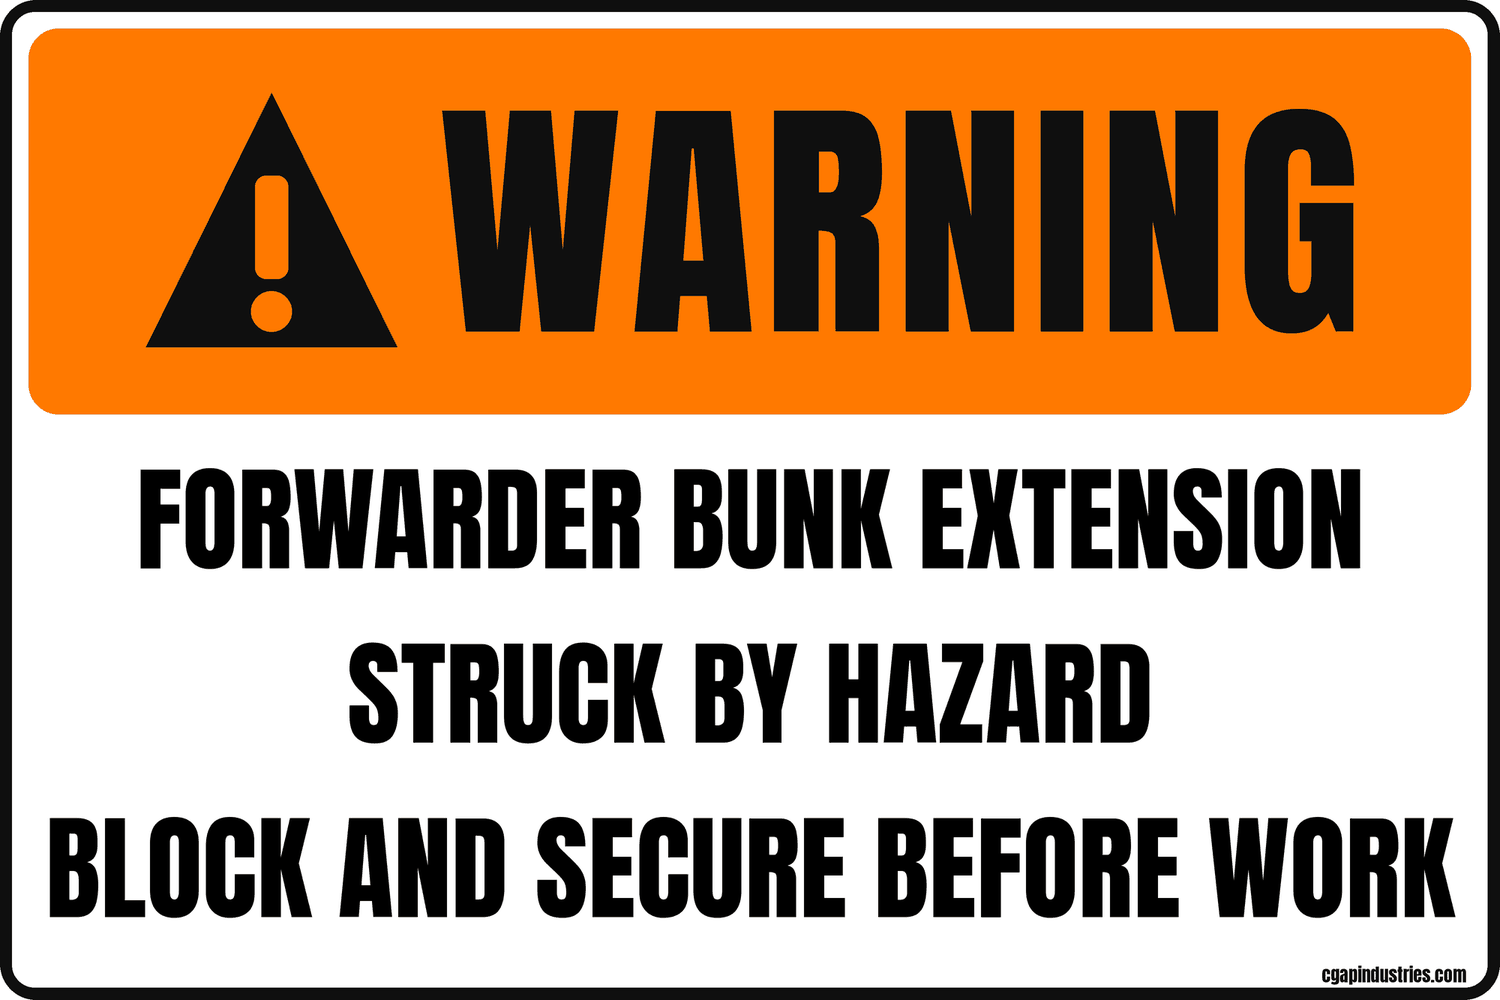 WARNING
FORWARDER BUNK EXTENSION
STRUCK BY HAZARD
BLOCK AND SECURE BEFORE WORK
cgapindustries.com